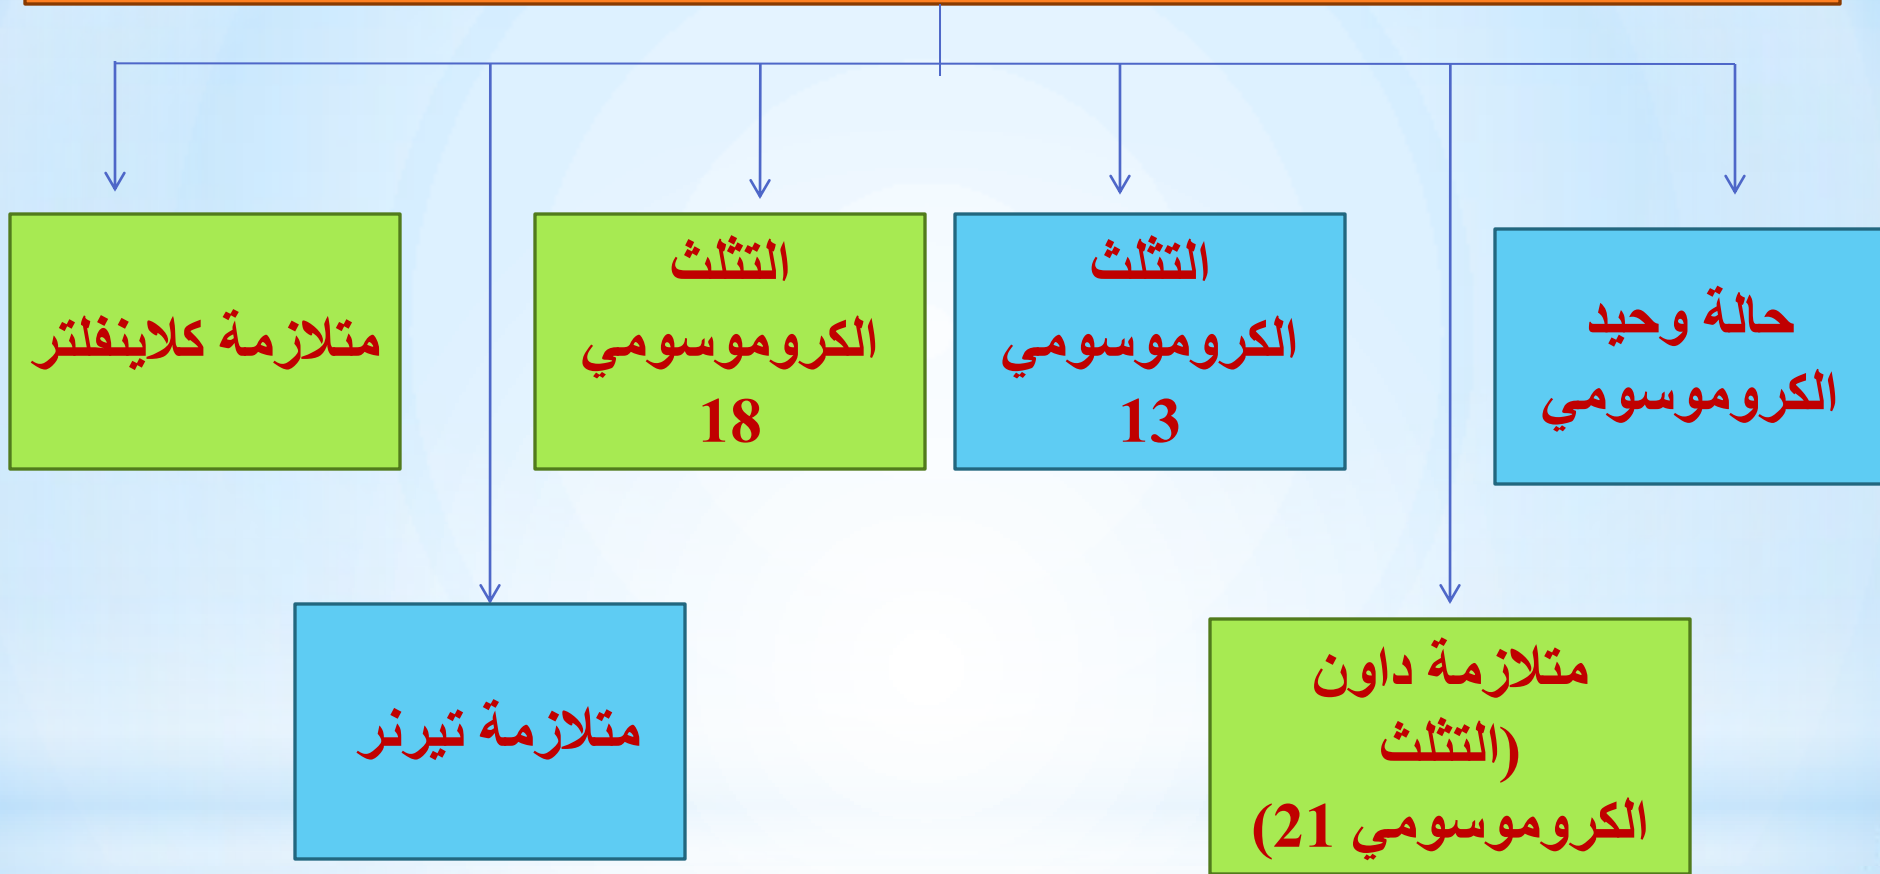 حالة وحيد
الكروموسومي
التثلث
الكروموسومي
13
التثلث
الكروموسومي
18
متلازمة كلاينفلتر
متلازمة داون
(التثلث
الكروموسومي 21)
متلازمة تيرنر